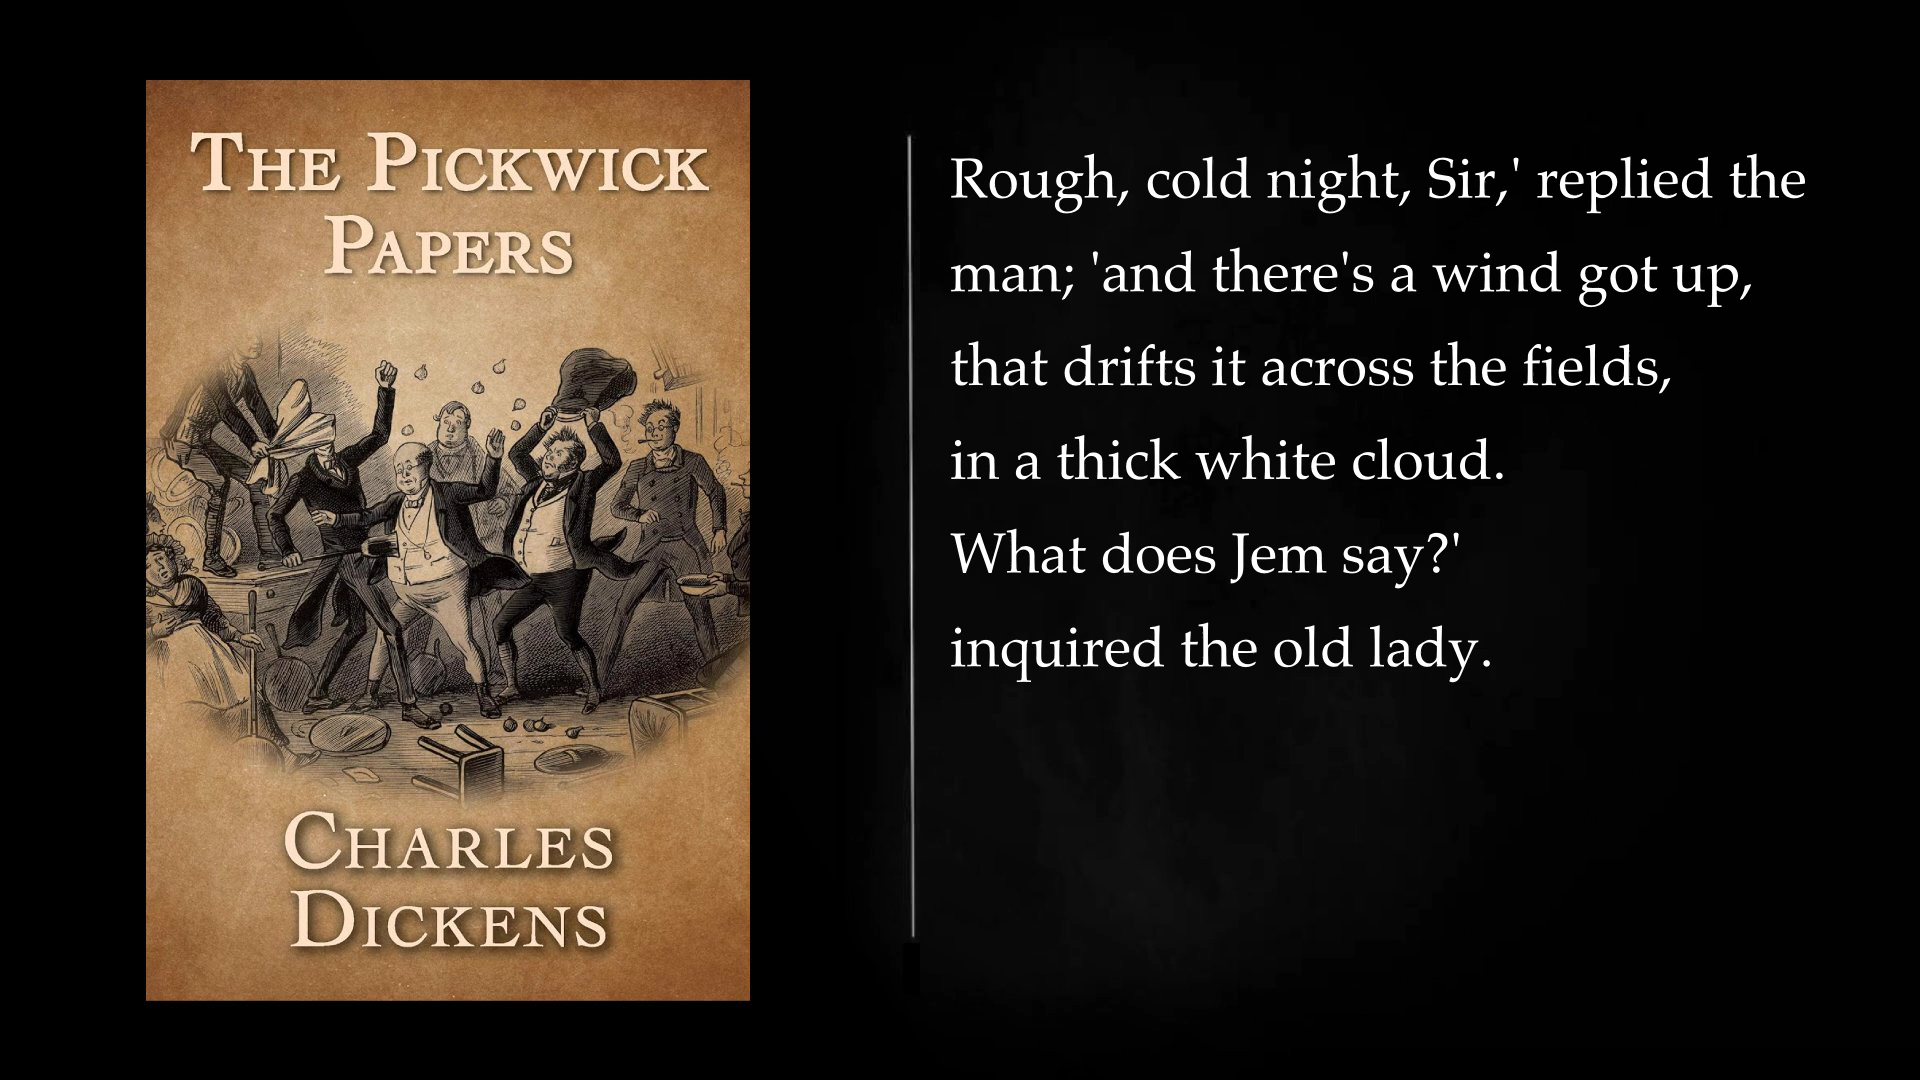 THE PICKWICK
PAPERS
CHARLES
DICKENS
Rough, cold night, Sir,' replied the
man; 'and there's a wind got up,
that drifts it across the fields,
in a thick white cloud.
What does Jem say?'
inquired the old lady.